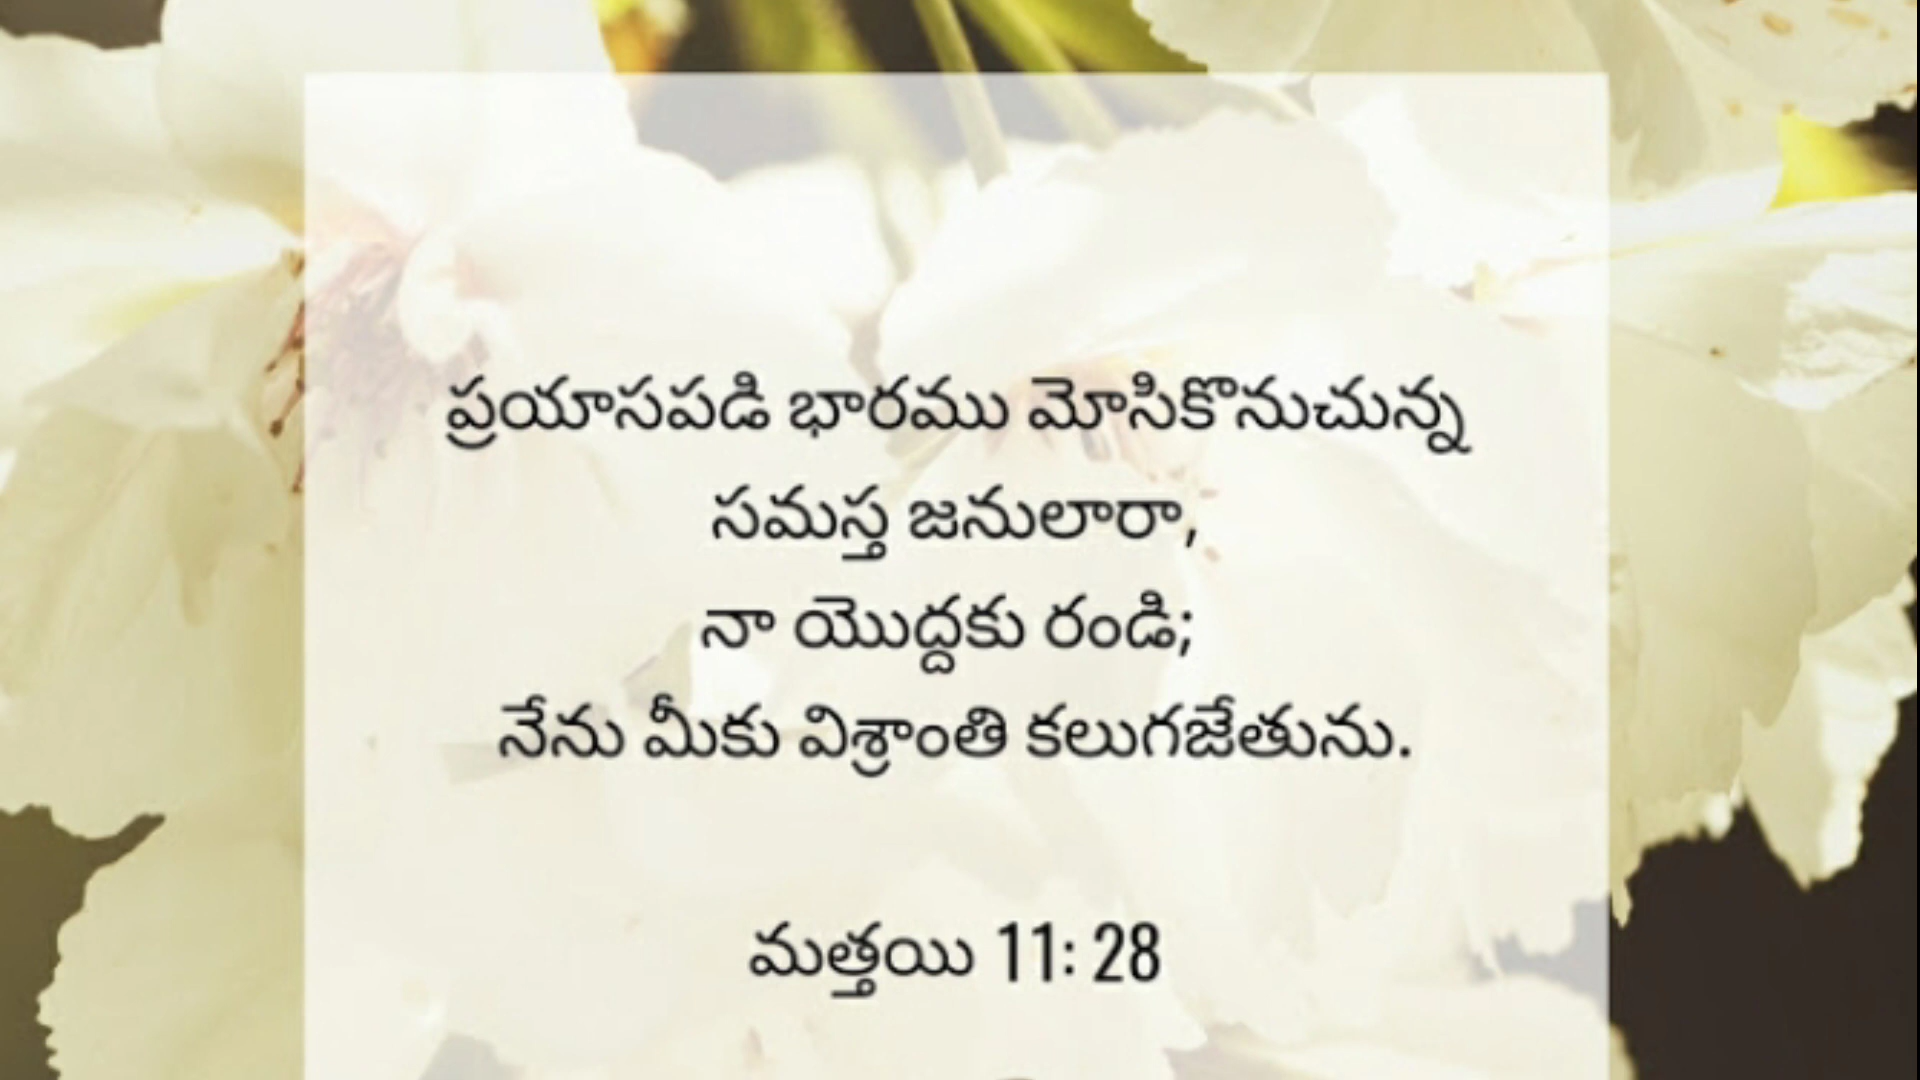 ప్రయాసపడి భారము మోసికొనుచున్న
సమస్త జనులారా,
నా యొద్దకు రండి;
నేను మీకు విశ్రాంతి కలుగజేతును.
మత్తయి 11: 28